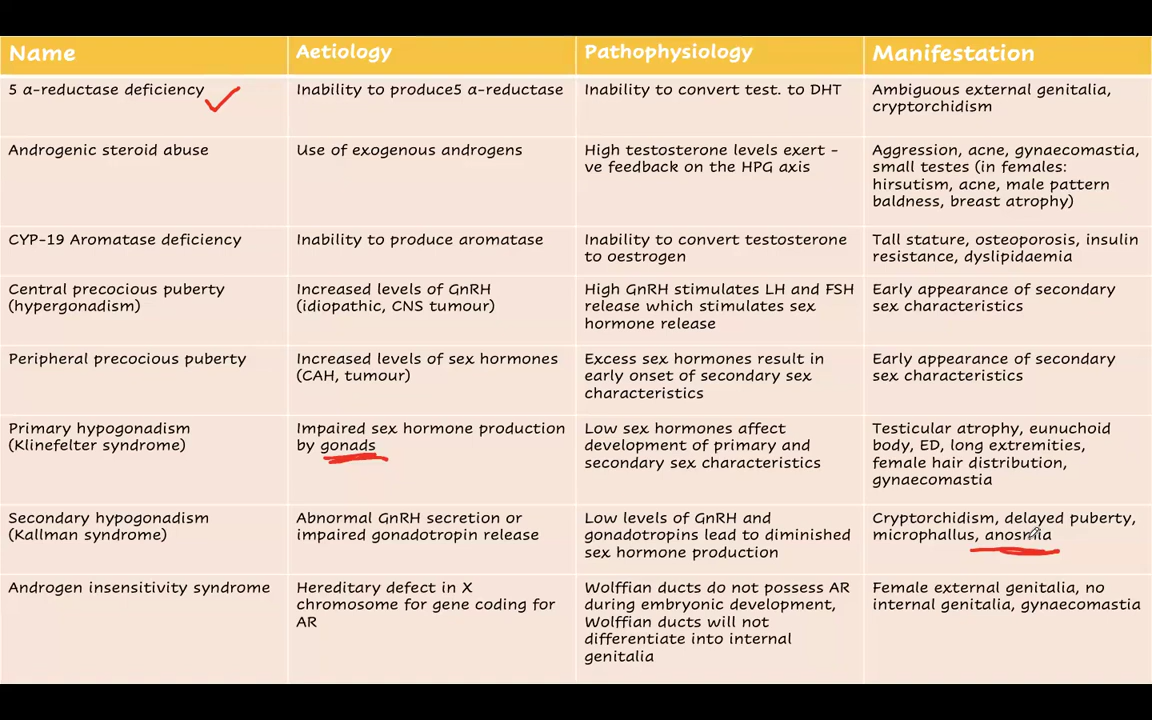 Name
Aetiology
Pathophysiology
Manifestation
5 α-reductase deficiency
Inability to produce5 α-reductase
Inability to convert test. to DHT
Ambiguous external genitalia,
cryptorchidism
Androgenic steroid abuse
Use of exogenous androgens
High testosterone levels exert -
ve feedback on the HPG axis
Aggression, acne, gynaecomastia,
small testes (in females:
hirsutism, acne, male pattern
baldness, breast atrophy)
CYP-19 Aromatase deficiency
Inability to produce aromatase
Inability to convert testosterone
to oestrogen
Tall stature, osteoporosis, insulin
resistance, dyslipidaemia
Central precocious puberty
(hypergonadism)
Increased levels of GnRH
(idiopathic, CNS tumour)
High GnRH stimulates LH and FSH
release which stimulates sex
hormone release
Early appearance of secondary
sex characteristics
Peripheral precocious puberty
Increased levels of sex hormones
(CAH, tumour)
Excess sex hormones result in
early onset of secondary sex
characteristics
Early appearance of secondary
sex characteristics
Primary hypogonadism
(Klinefelter syndrome)
Impaired sex hormone production
by gonads
Low sex hormones affect
development of primary and
secondary sex characteristics
Testicular atrophy, eunuchoid
body, ED, long extremities,
female hair distribution,
gynaecomastia
Secondary hypogonadism
(Kallman syndrome)
Abnormal GnRH secretion or
impaired gonadotropin release
Low levels of GnRH and
gonadotropins lead to diminished
sex hormone production
Cryptorchidism, delayed puberty,
microphallus, anosmia
Androgen insensitivity syndrome
Hereditary defect in X
chromosome for gene coding for
AR
Wolffian ducts do not possess AR
during embryonic development,
Wolffian ducts will not
differentiate into internal
genitalia
Female external genitalia, no
internal genitalia, gynaecomastia